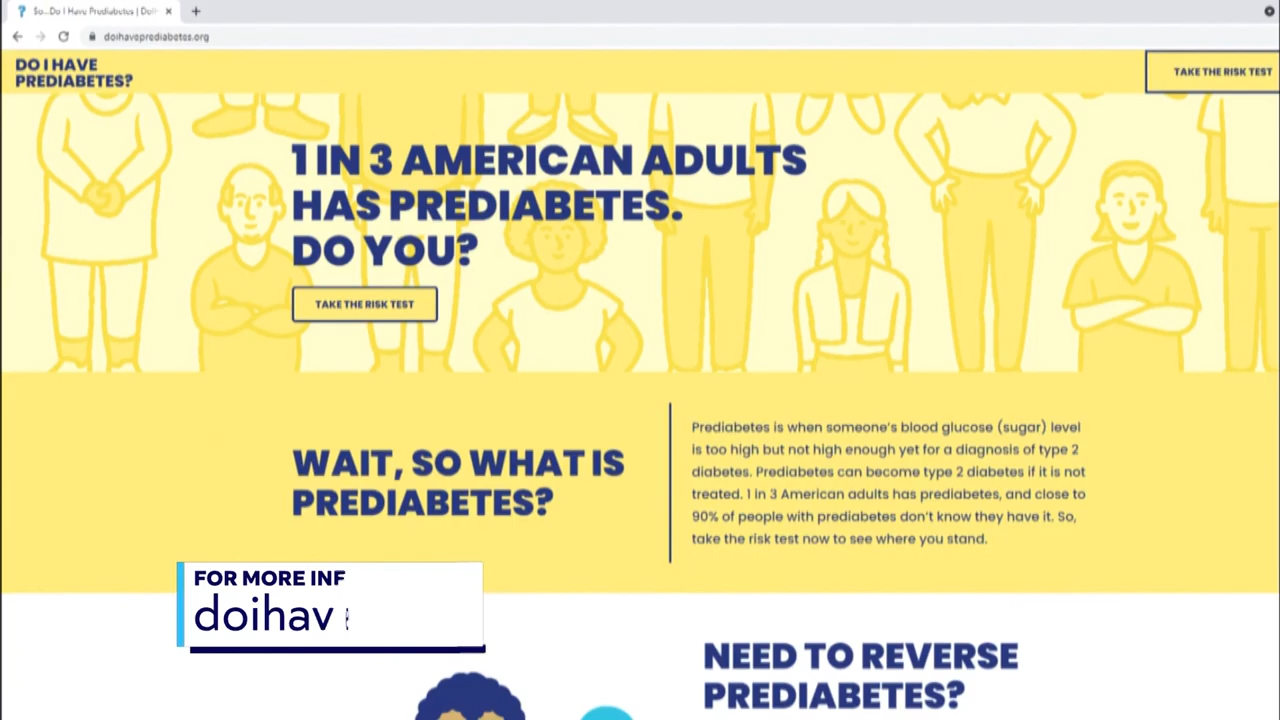 So...Do I Have Prediabetes | Do I
doihaveprediabetes.org
DO I HAVE
PREDIABETES?
TAKE THE RISK TEST
1 IN 3 AMERICAN ADULTS
HAS PREDIABETES.
DO YOU?
TAKE THE RISK TEST
WAIT, SO WHAT IS
PREDIABETES?
Prediabetes is when someone's blood glucose (sugar) level
is too high but not high enough yet for a diagnosis of type 2
diabetes. Prediabetes can become type 2 diabetes if it is not
treated. 1 in 3 American adults has prediabetes, and close to
90% of people with prediabetes don't know they have it. So,
take the risk test now to see where you stand.
FOR MORE INF
doihav
NEED TO REVERSE
PREDIABETES?